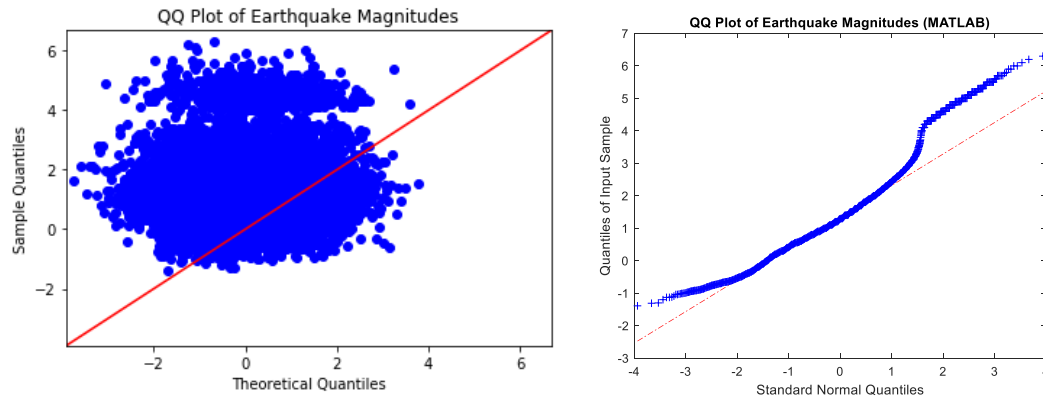 QQ Plot of Earthquake Magnitudes
6
4
2
0
−2
Sample Quantiles
−2 0 2 4 6
Theoretical Quantiles
QQ Plot of Earthquake Magnitudes (MATLAB)
7
6
5
4
3
2
1
0
-1
-2
-3
Quantiles of Input Sample
-4 -3 -2 -1 0 1 2 3
Standard Normal Quantiles